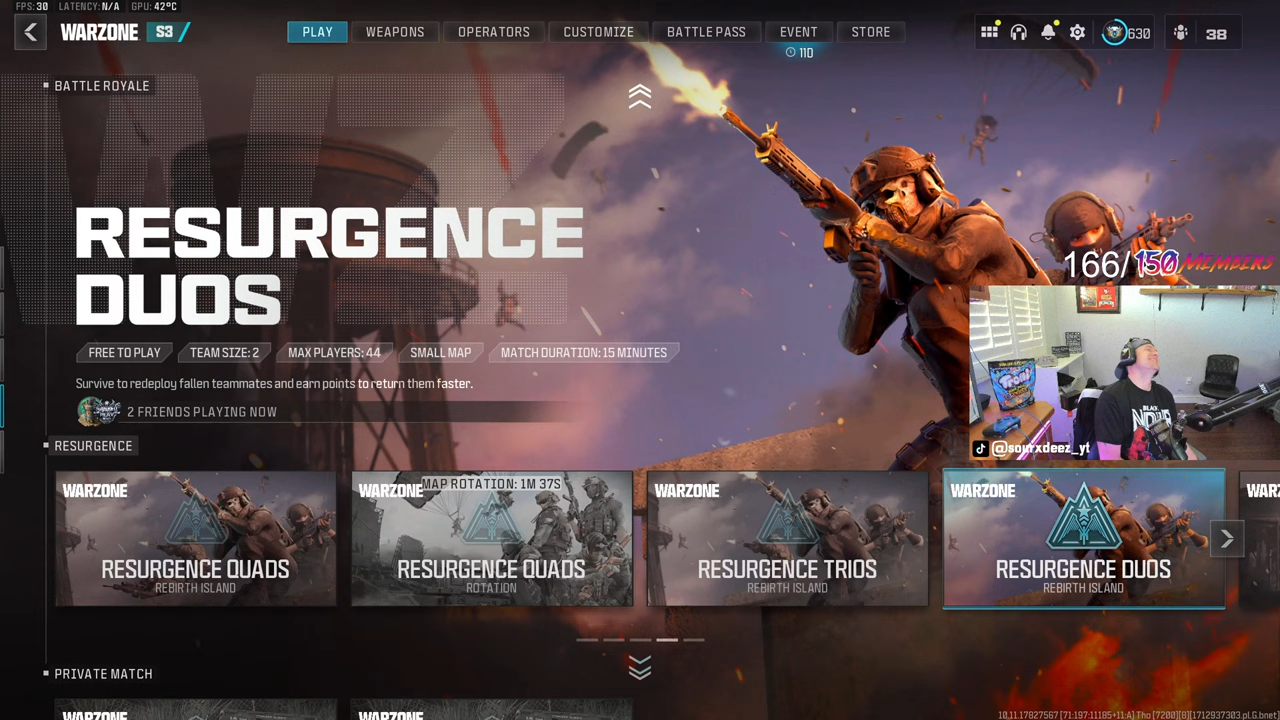 FPS: 30 LATENCY: N/A GPU: 42°C
WARZONE S3
PLAY WEAPONS OPERATORS CUSTOMIZE BATTLE PASS EVENT STORE
11D
630
38
BATTLE ROYALE
RESURGENCE
DUOS
FREE TO PLAY TEAM SIZE: 2 MAX PLAYERS: 44 SMALL MAP MATCH DURATION: 15 MINUTES
Survive to redeploy fallen teammates and earn points to return them faster.
2 FRIENDS PLAYING NOW
166/150 MEMBERS
@sourxdeez_yt
RESURGENCE
WARZONE
RESURGENCE QUADS
REBIRTH ISLAND
WARZONE
MAP ROTATION: 1M 37S
RESURGENCE QUADS
ROTATION
WARZONE
RESURGENCE TRIOS
REBIRTH ISLAND
WARZONE
RESURGENCE DUOS
REBIRTH ISLAND
PRIVATE MATCH
WARZONE
WARZONE